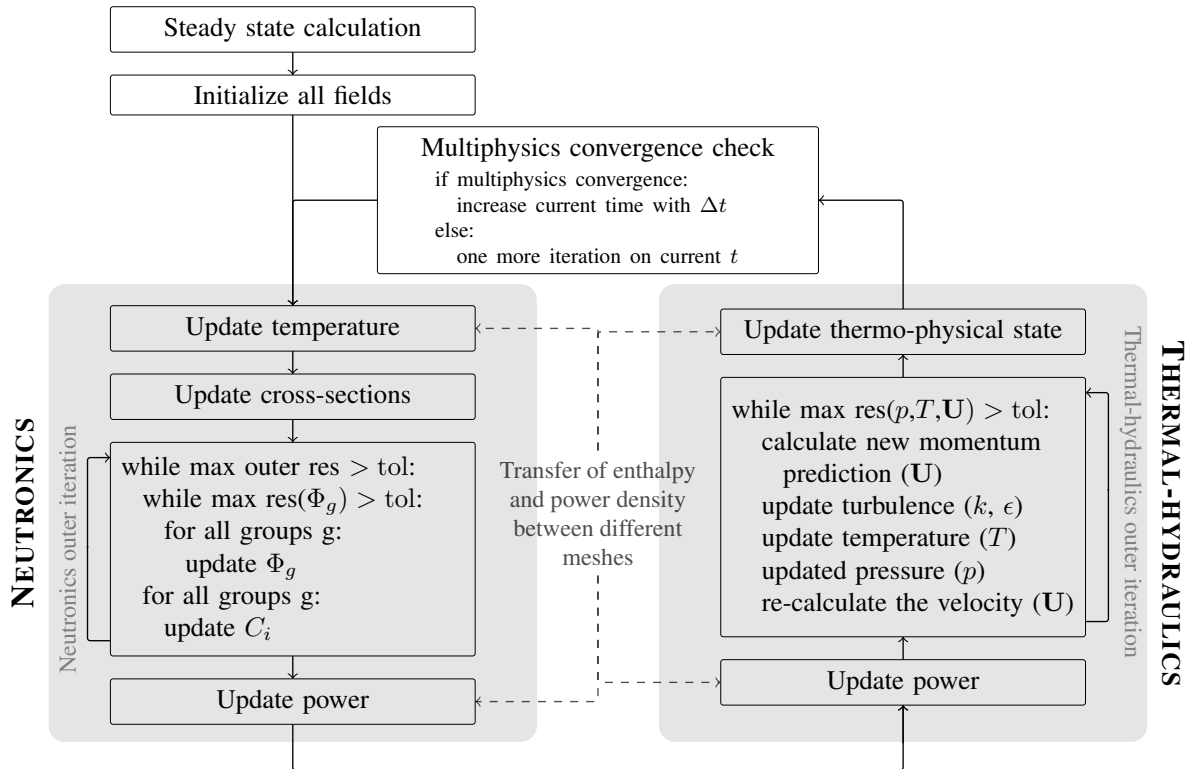 Steady state calculation
Initialize all fields
Multiphysics convergence check
if multiphysics convergence:
increase current time with Δt
else:
one more iteration on current t
NEUTRONICS
Neutronics outer iteration
Update temperature
Update cross-sections
while max outer res > tol:
while max res(Φ_g) > tol:
for all groups g:
update Φ_g
for all groups g:
update C_i
Update power
Transfer of enthalpy
and power density
between different
meshes
Update thermo-physical state
while max res(p,T,U) > tol:
calculate new momentum
prediction (U)
update turbulence (k, ϵ)
update temperature (T)
updated pressure (p)
re-calculate the velocity (U)
Update power
Thermal-hydraulics outer iteration
THERMAL-HYDRAULICS